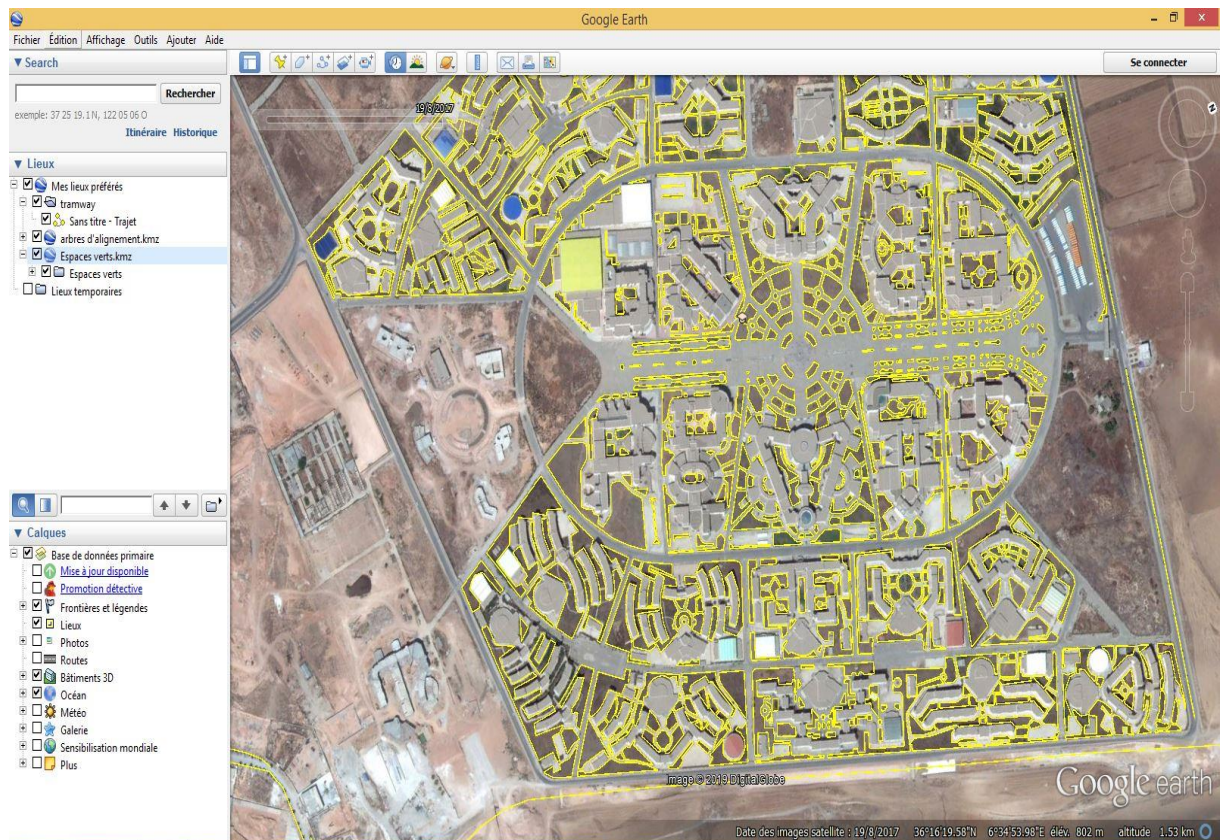 Google Earth
Fichier Édition Affichage Outils Ajouter Aide
Search
Rechercher
exemple: 37 25 19.1 N, 122 05 06 O
Itinéraire Historique
Lieux
Mes lieux préférés
tramway
Sans titre - Trajet
arbres d'alignement.kmz
Espaces verts.kmz
Espaces verts
Lieux temporaires
Calques
Base de données primaire
Mise à jour disponible
Promotion détective
Frontières et légendes
Lieux
Photos
Routes
Bâtiments 3D
Océan
Météo
Galerie
Sensibilisation mondiale
Plus
Se connecter
19/8/2017
N
Image © 2019 DigitalGlobe
Google earth
Date des images satellite : 19/8/2017 36°16'19.58"N 6°34'53.98"E élév. 802 m altitude 1.53 km